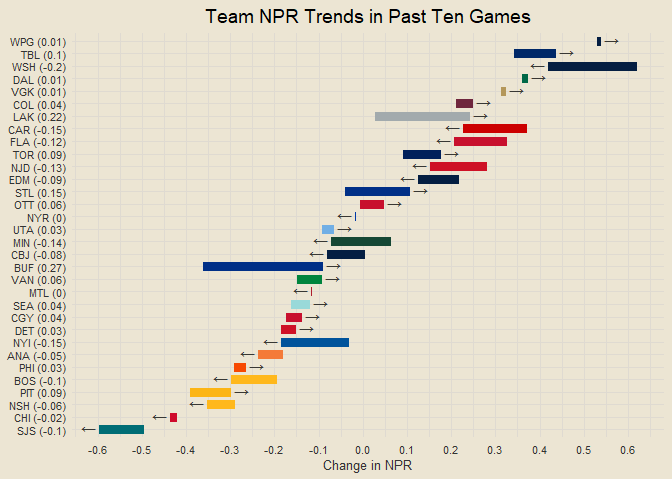 Team NPR Trends in Past Ten Games
WPG (0.01)
TBL (0.1)
WSH (-0.2)
DAL (0.01)
VGK (0.01)
COL (0.04)
LAK (0.22)
CAR (-0.15)
FLA (-0.12)
TOR (0.09)
NJD (-0.13)
EDM (-0.09)
STL (0.15)
OTT (0.06)
NYR (0)
UTA (0.03)
MIN (-0.14)
CBJ (-0.08)
BUF (0.27)
VAN (0.06)
MTL (0)
SEA (0.04)
CGY (0.04)
DET (0.03)
NYI (-0.15)
ANA (-0.05)
PHI (0.03)
BOS (-0.1)
PIT (0.09)
NSH (-0.06)
CHI (-0.02)
SJS (-0.1)
-0.6 -0.5 -0.4 -0.3 -0.2 -0.1 0.0 0.1 0.2 0.3 0.4 0.5 0.6
Change in NPR